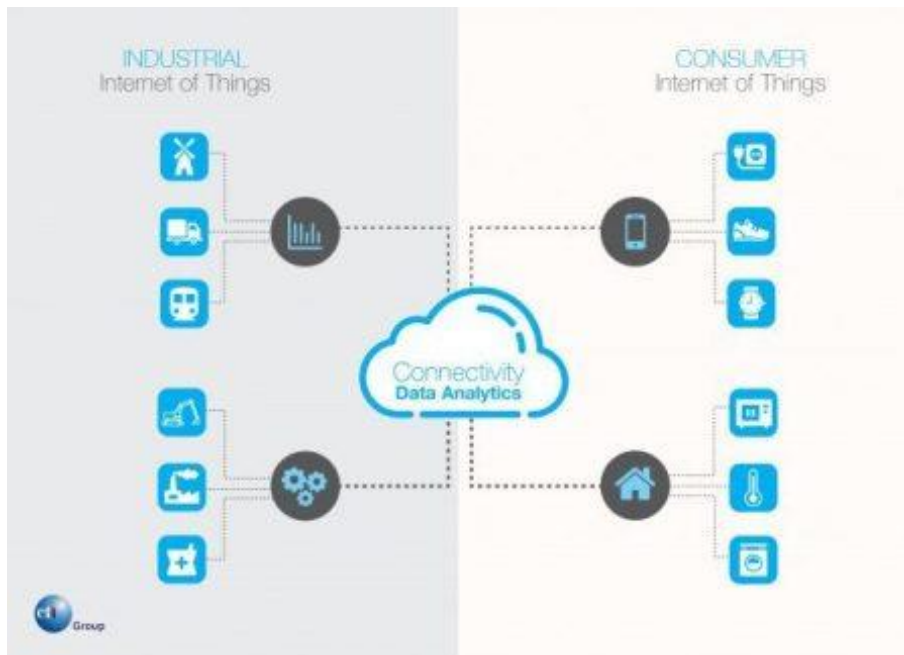 INDUSTRIAL
Internet of Things
CONSUMER
Internet of Things
Connectivity
Data Analytics
Group